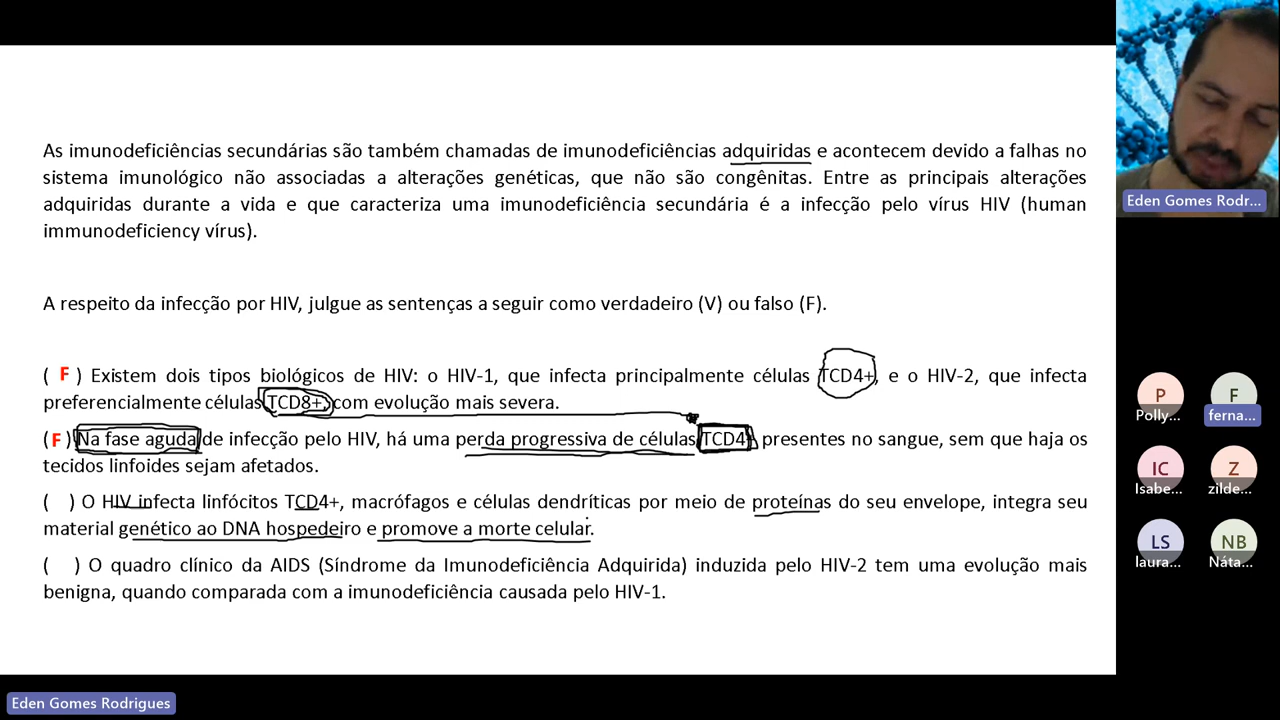 As imunodeficiências secundárias são também chamadas de imunodeficiências adquiridas e acontecem devido a falhas no
sistema imunológico não associadas a alterações genéticas, que não são congênitas. Entre as principais alterações
adquiridas durante a vida e que caracteriza uma imunodeficiência secundária é a infecção pelo vírus HIV (human
immunodeficiency vírus).
A respeito da infecção por HIV, julgue as sentenças a seguir como verdadeiro (V) ou falso (F).
( F ) Existem dois tipos biológicos de HIV: o HIV-1, que infecta principalmente células TCD4+, e o HIV-2, que infecta
preferencialmente células TCD8+, com evolução mais severa.
( F ) Na fase aguda de infecção pelo HIV, há uma perda progressiva de células TCD4+ presentes no sangue, sem que haja os
tecidos linfoides sejam afetados.
( ) O HIV infecta linfócitos TCD4+, macrófagos e células dendríticas por meio de proteínas do seu envelope, integra seu
material genético ao DNA hospedeiro e promove a morte celular.
( ) O quadro clínico da AIDS (Síndrome da Imunodeficiência Adquirida) induzida pelo HIV-2 tem uma evolução mais
benigna, quando comparada com a imunodeficiência causada pelo HIV-1.
Eden Gomes Rodr...
P
Polly...
F
ferna...
IC
Isabe...
Z
zilde...
LS
laura...
NB
Náta...
Eden Gomes Rodrigues